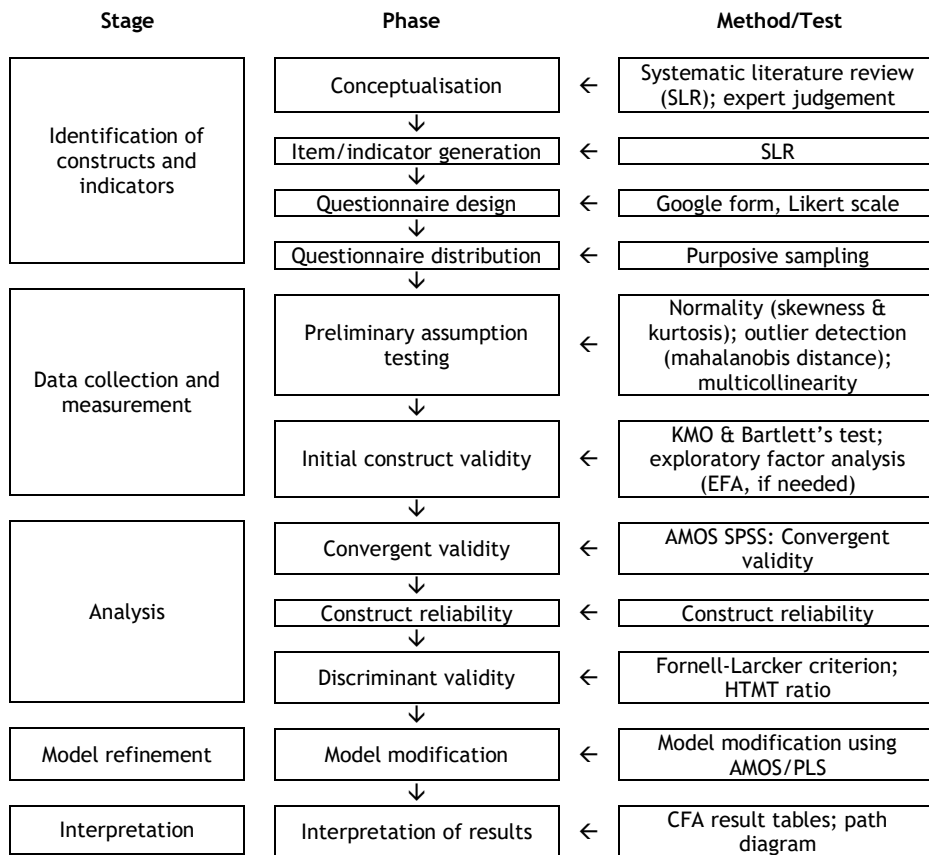 Stage Phase Method/Test
Identification of
constructs and
indicators
Conceptualisation
←
Systematic literature review
(SLR); expert judgement
↓
Item/indicator generation
←
SLR
↓
Questionnaire design
←
Google form, Likert scale
↓
Questionnaire distribution
←
Purposive sampling
↓
Data collection and
measurement
Preliminary assumption
testing
←
Normality (skewness &
kurtosis); outlier detection
(mahalanobis distance);
multicollinearity
↓
Initial construct validity
←
KMO & Bartlett’s test;
exploratory factor analysis
(EFA, if needed)
↓
Analysis
Convergent validity
←
AMOS SPSS: Convergent
validity
↓
Construct reliability
←
Construct reliability
↓
Discriminant validity
←
Fornell-Larcker criterion;
HTMT ratio
↓
Model refinement
Model modification
←
Model modification using
AMOS/PLS
↓
Interpretation
Interpretation of results
←
CFA result tables; path
diagram